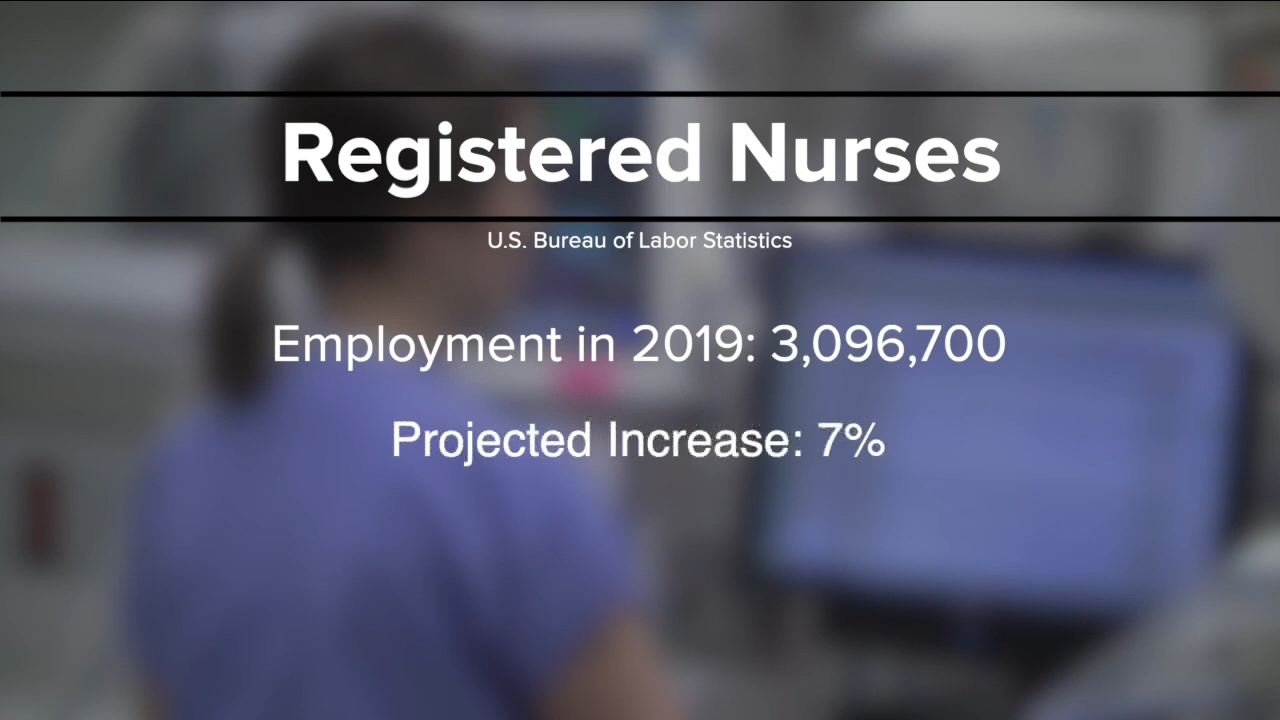 Registered Nurses
U.S. Bureau of Labor Statistics
Employment in 2019: 3,096,700
Projected Increase: 7%